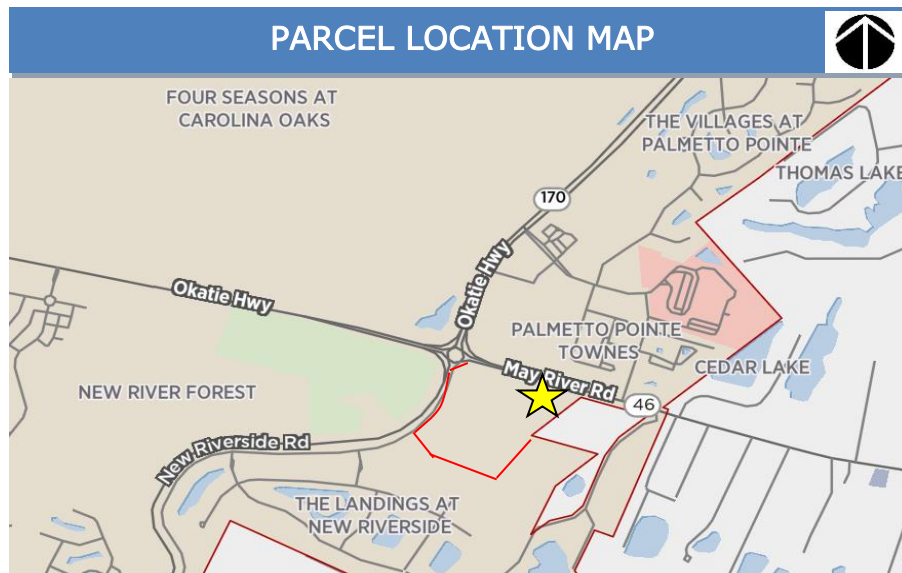 PARCEL LOCATION MAP
FOUR SEASONS AT
CAROLINA OAKS
THE VILLAGES AT
PALMETTO POINTE
THOMAS LAKE
170
Okatie Hwy
Okatie Hwy
PALMETTO POINTE
TOWNES
May River Rd
CEDAR LAKE
NEW RIVER FOREST
46
New Riverside Rd
THE LANDINGS AT
NEW RIVERSIDE